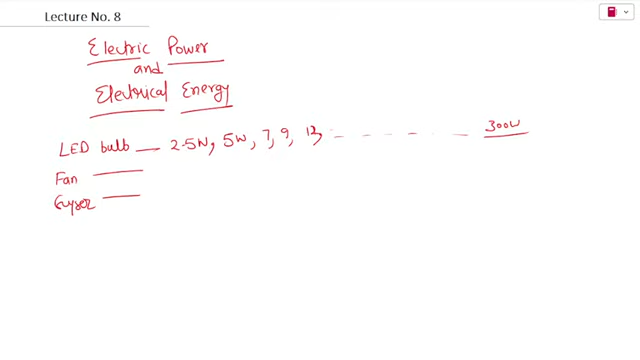 Lecture No. 8
Electric Power
and
Electrical Energy
LED bulb — 2.5W, 5W, 7, 9, 12, - - - - - - 300W
Fan —
Gyser —